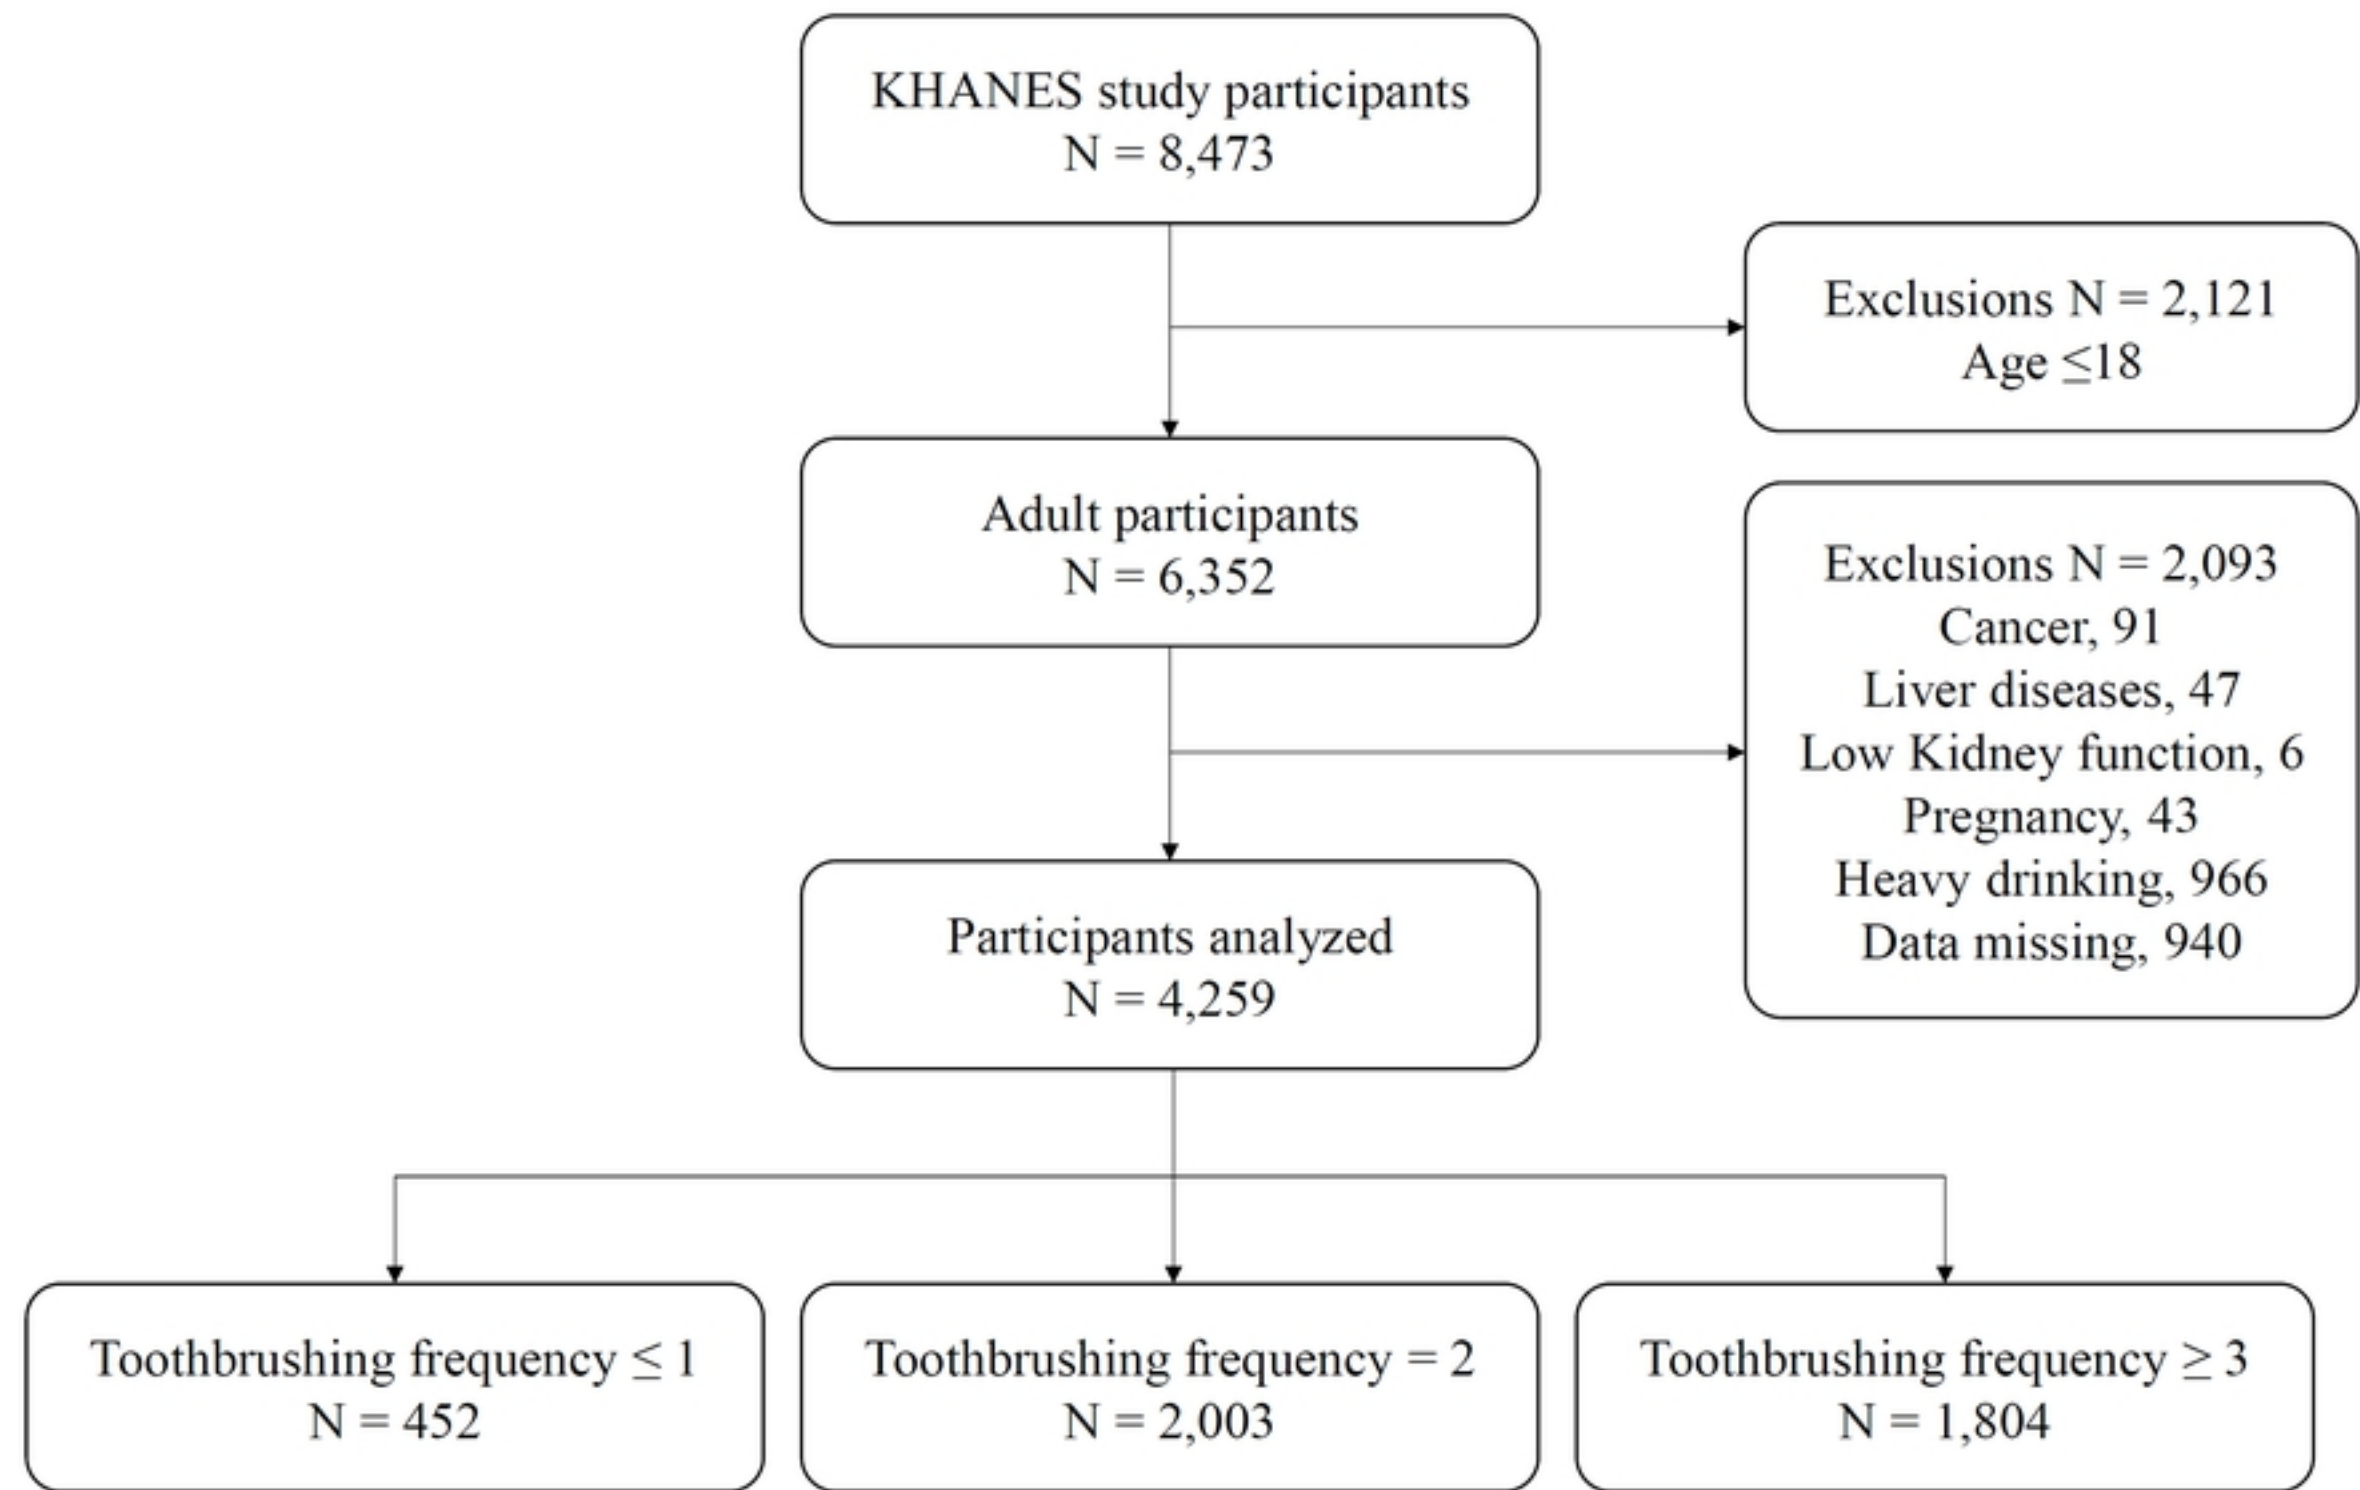 KHANES study participants
N = 8,473
Exclusions N = 2,121
Age ≤18
Adult participants
N = 6,352
Exclusions N = 2,093
Cancer, 91
Liver diseases, 47
Low Kidney function, 6
Pregnancy, 43
Heavy drinking, 966
Data missing, 940
Participants analyzed
N = 4,259
Toothbrushing frequency ≤ 1
N = 452
Toothbrushing frequency = 2
N = 2,003
Toothbrushing frequency ≥ 3
N = 1,804